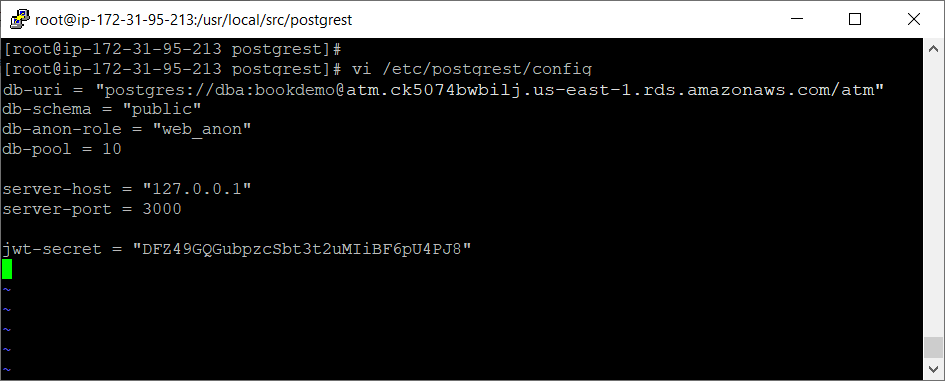 root@ip-172-31-95-213:/usr/local/src/postgrest
[root@ip-172-31-95-213 postgrest]#
[root@ip-172-31-95-213 postgrest]# vi /etc/postgrest/config
db-uri = "postgres://dba:bookdemo@atm.ck5074bwbilj.us-east-1.rds.amazonaws.com/atm"
db-schema = "public"
db-anon-role = "web_anon"
db-pool = 10
server-host = "127.0.0.1"
server-port = 3000
jwt-secret = "DFZ49GQGubpzcSbt3t2uMIiBF6pU4PJ8"
~
~
~
~
~